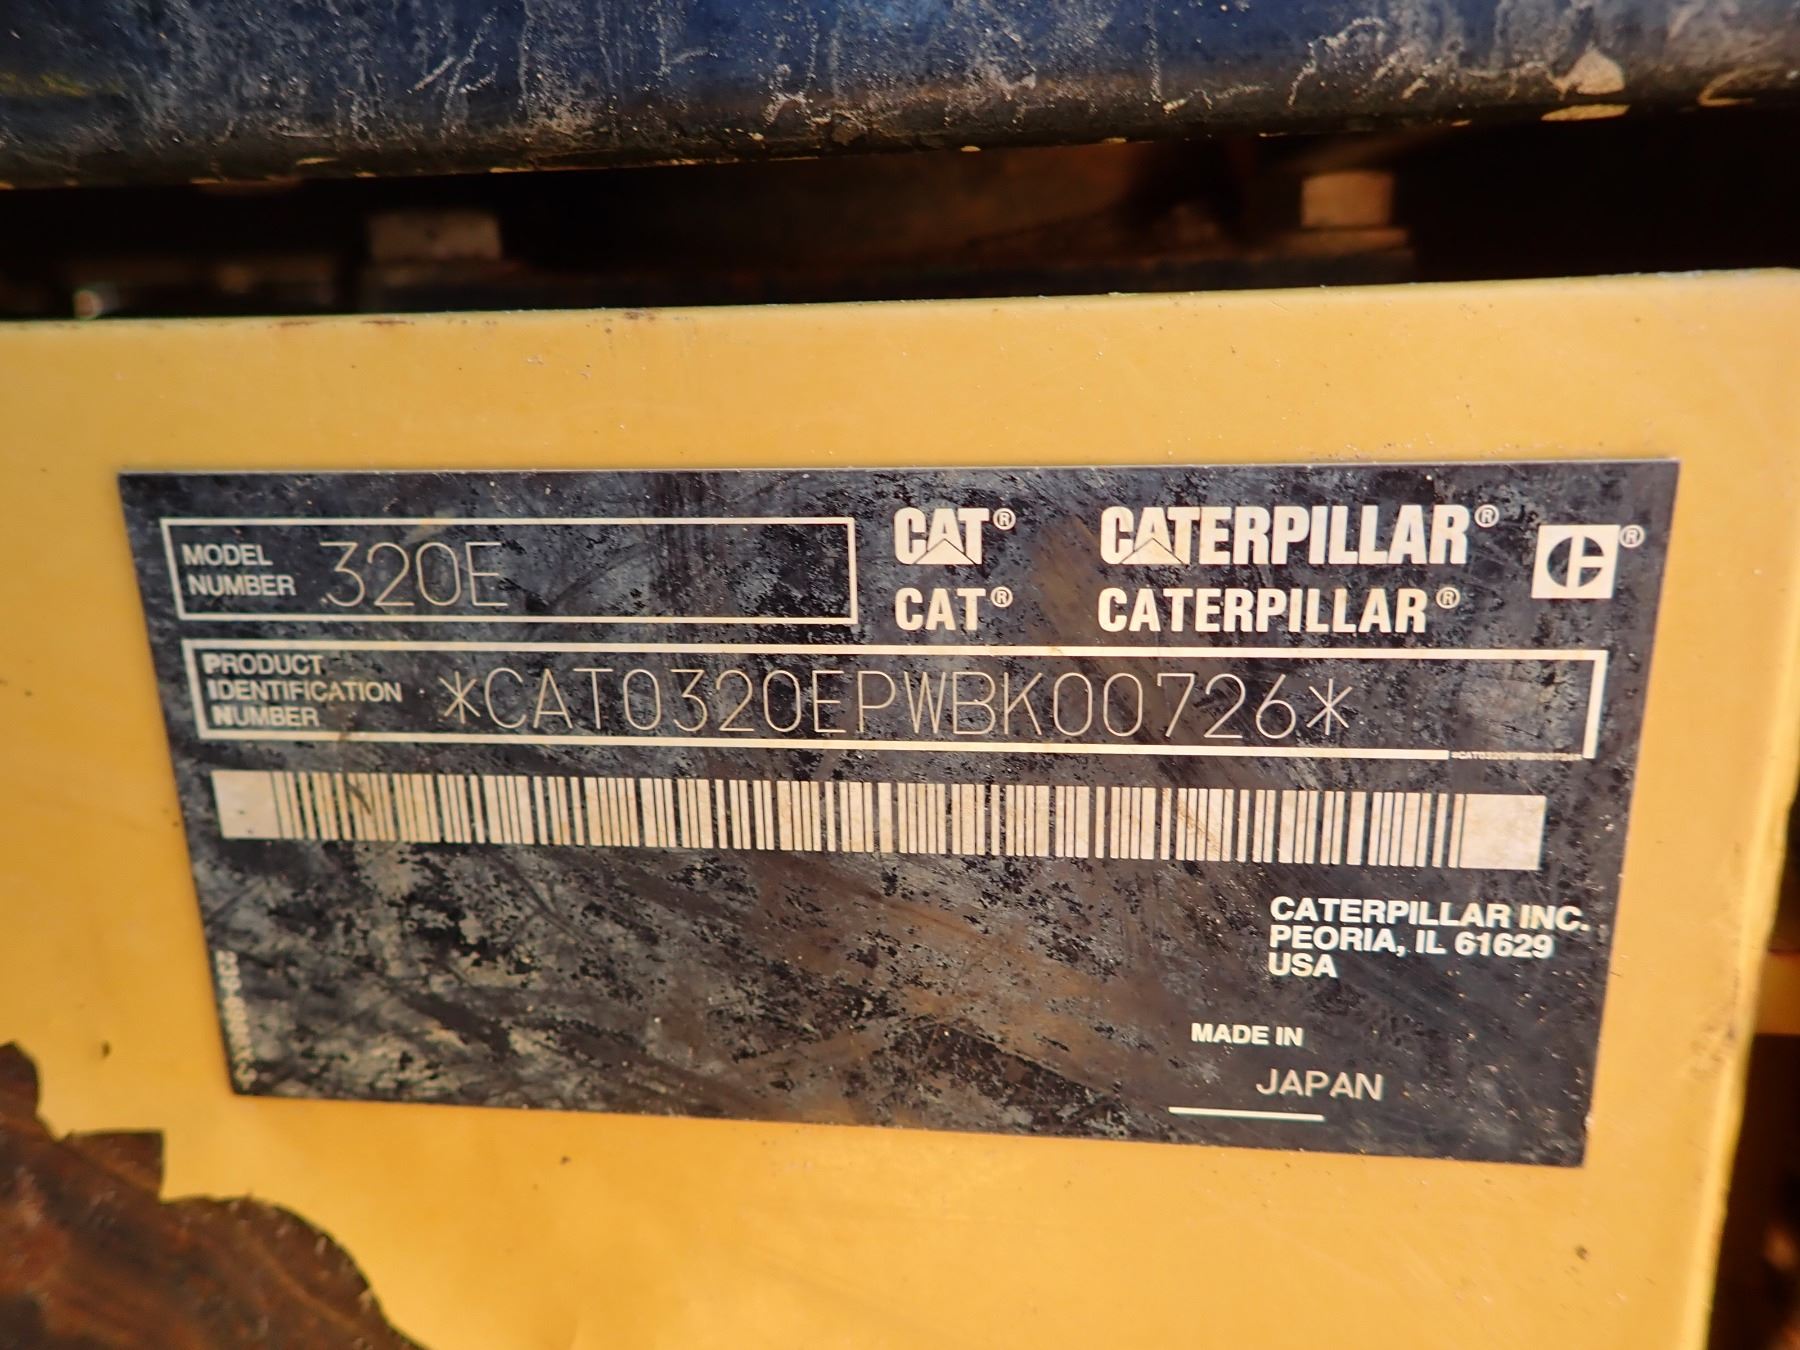 MODEL
NUMBER 320E
CAT® CATERPILLAR® ®
CAT® CATERPILLAR®
PRODUCT
IDENTIFICATION
NUMBER *CAT0320EPWBK00726*
*CAT0320EPWBK00726*
CATERPILLAR INC.
PEORIA, IL 61629
USA
MADE IN
JAPAN